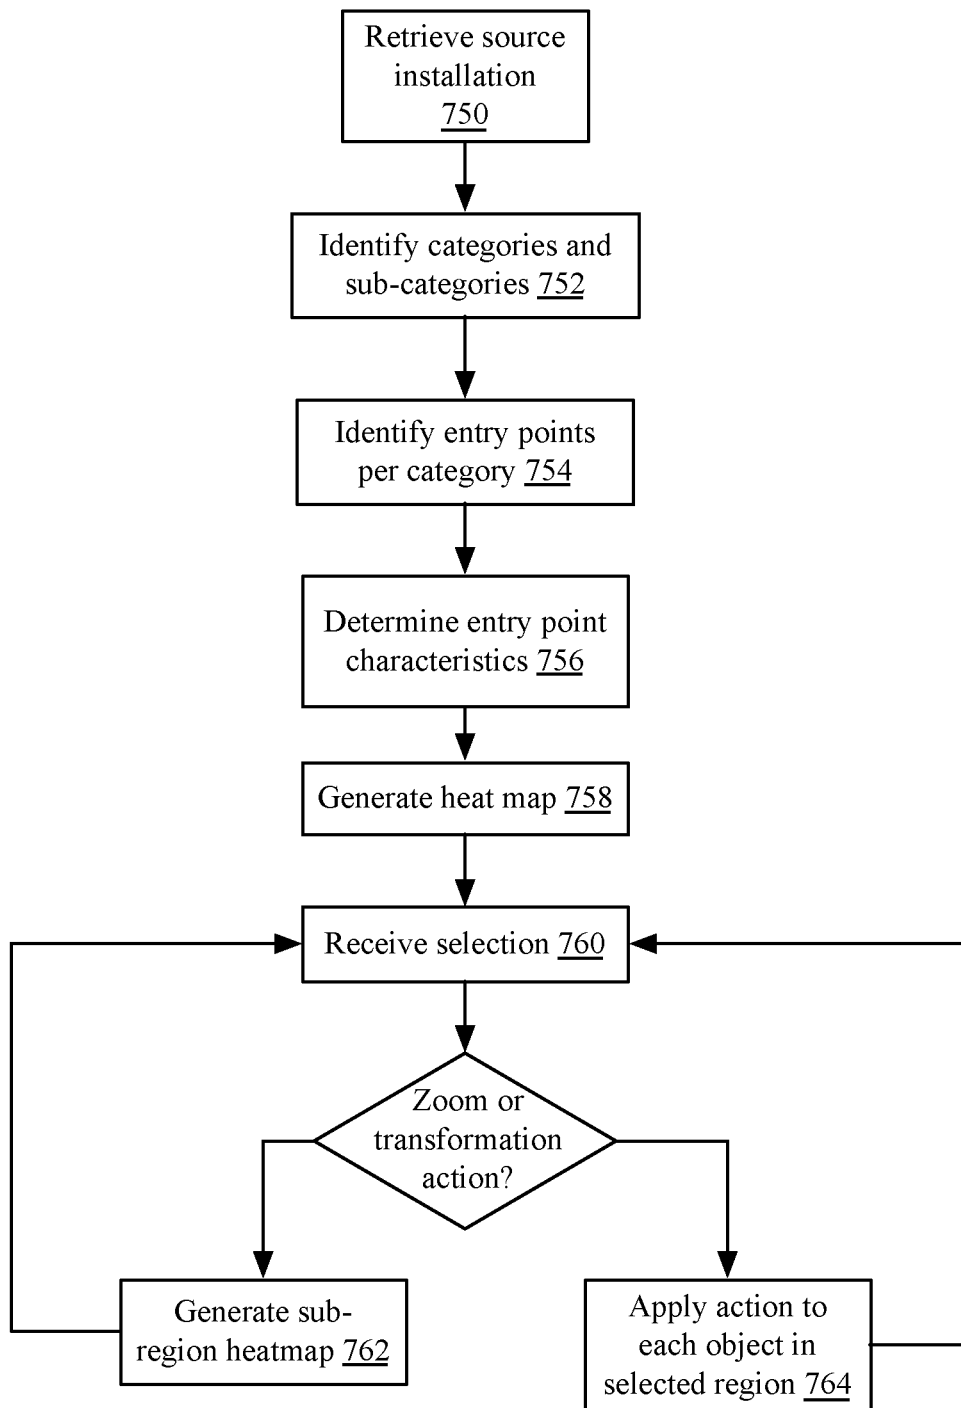 Retrieve source
installation
750
Identify categories and
sub-categories 752
Identify entry points
per category 754
Determine entry point
characteristics 756
Generate heat map 758
Receive selection 760
Zoom or
transformation
action?
Generate sub-
region heatmap 762
Apply action to
each object in
selected region 764